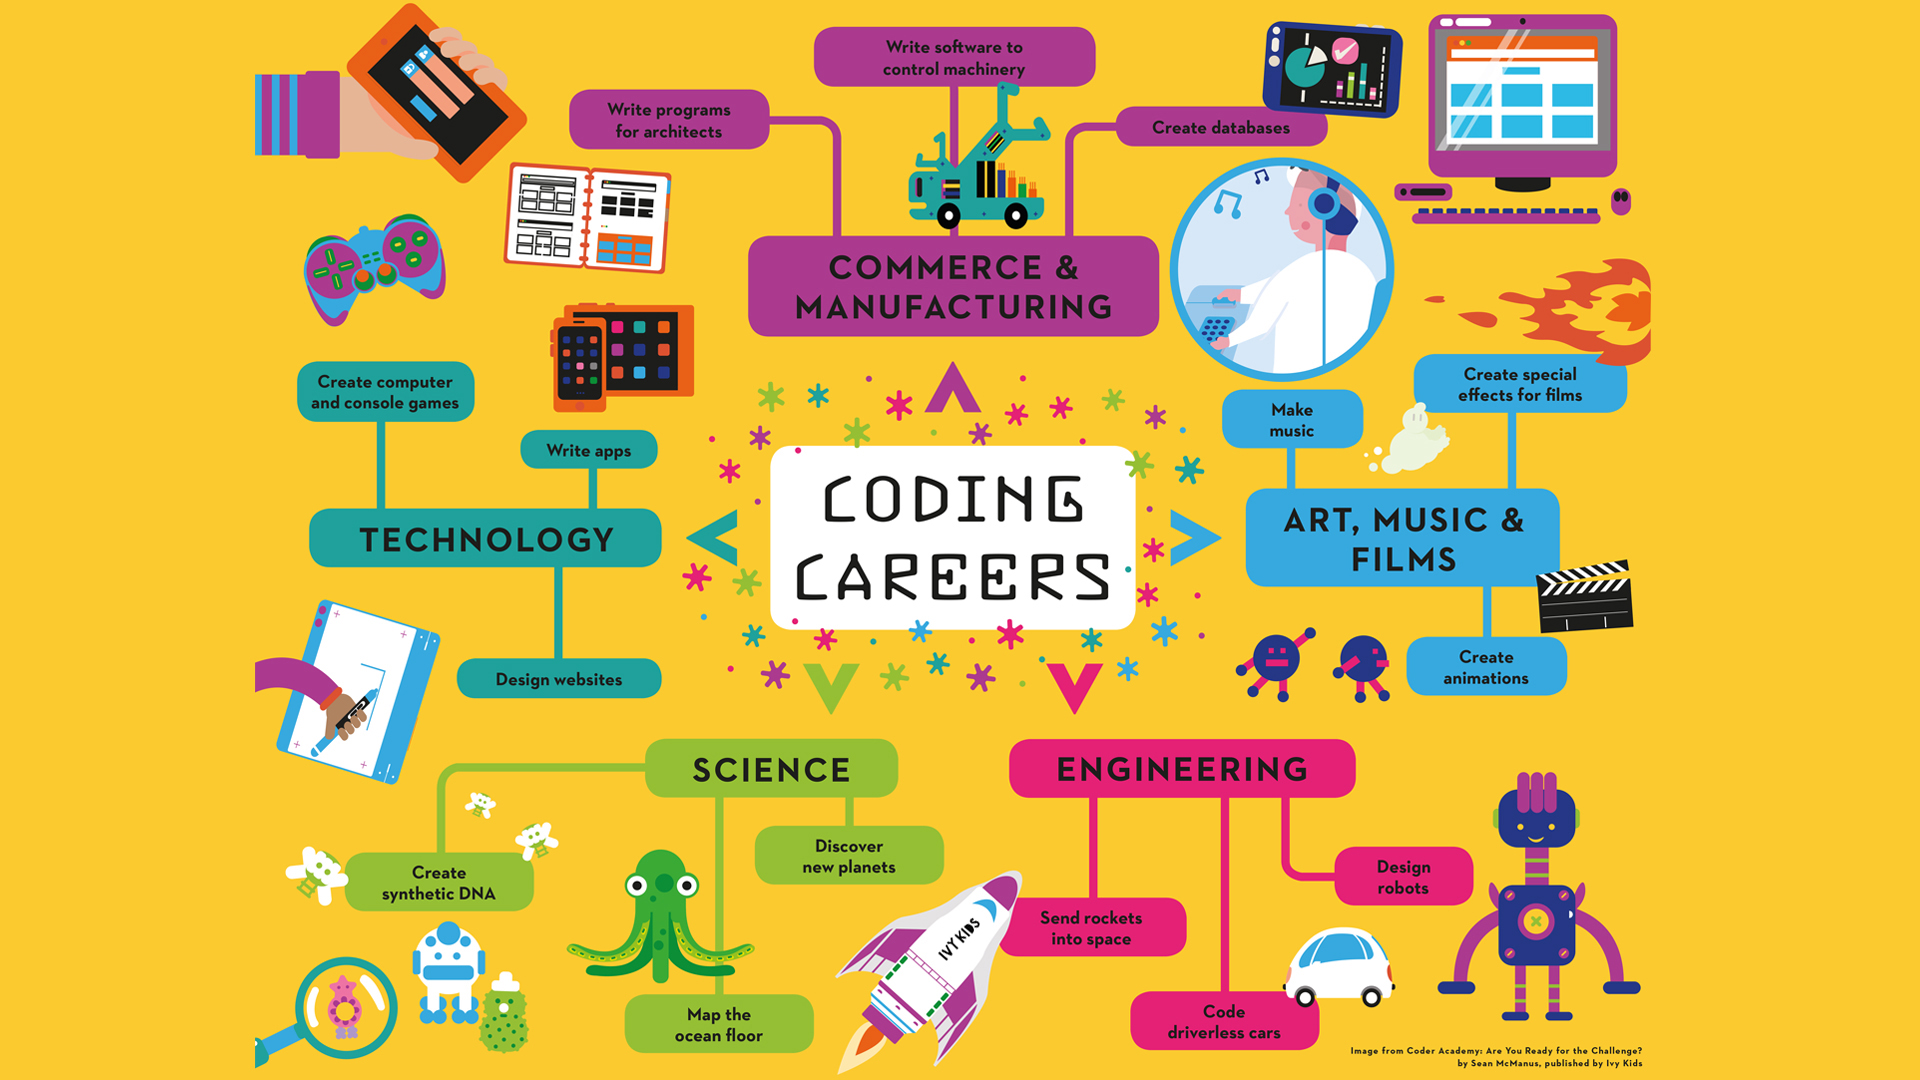 Write software to
control machinery
Write programs
for architects
Create databases
COMMERCE &
MANUFACTURING
Create computer
and console games
Write apps
TECHNOLOGY
Design websites
CODING
CAREERS
Make
music
Create special
effects for films
ART, MUSIC &
FILMS
Create
animations
SCIENCE
Create
synthetic DNA
Discover
new planets
Map the
ocean floor
ENGINEERING
Send rockets
into space
Design
robots
Code
driverless cars
IVY KIDS
Image from Coder Academy: Are You Ready for the Challenge?
by Sean McManus, published by Ivy Kids